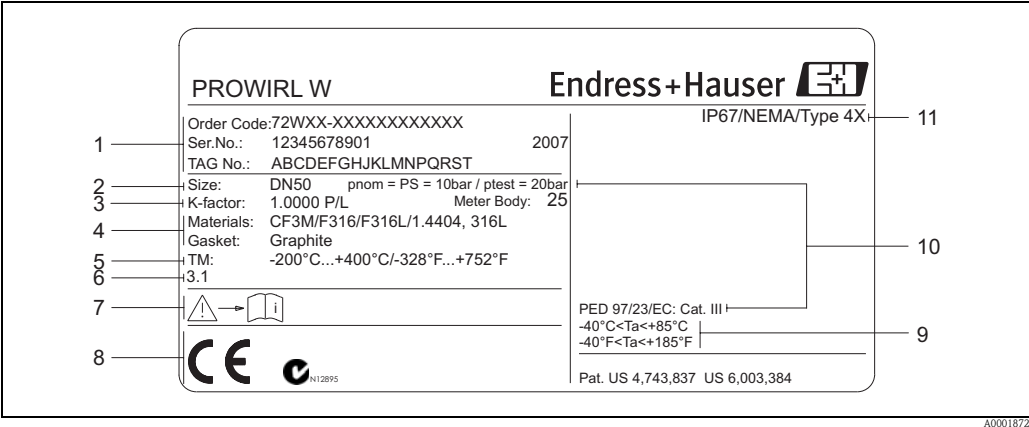 PROWIRL W
Endress+Hauser
IP67/NEMA/Type 4X
11
1
Order Code:72WXX-XXXXXXXXXXXX
Ser.No.: 12345678901 2007
TAG No.: ABCDEFGHJKLMNPQRST
2
Size: DN50 pnom = PS = 10bar / ptest = 20bar
3
K-factor: 1.0000 P/L Meter Body: 25
4
Materials: CF3M/F316/F316L/1.4404, 316L
Gasket: Graphite
5
TM: -200°C...+400°C/-328°F...+752°F
6
3.1
10
7
i
PED 97/23/EC: Cat. III
-40°C<Ta<+85°C
-40°F<Ta<+185°F
9
8
CE
N12895
Pat. US 4,743,837 US 6,003,384
A0001872